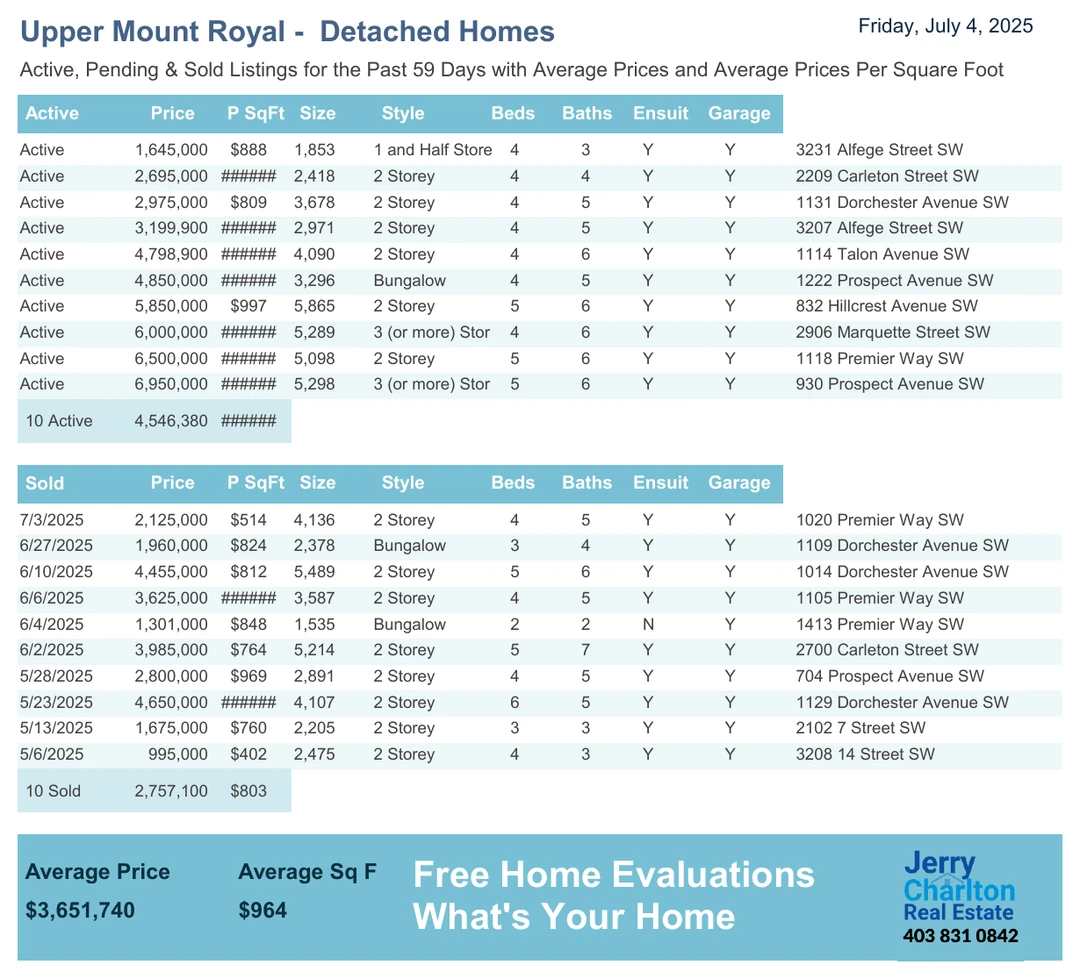 Upper Mount Royal - Detached Homes
Friday, July 4, 2025
Active, Pending & Sold Listings for the Past 59 Days with Average Prices and Average Prices Per Square Foot
Active Price P SqFt Size Style Beds Baths Ensuit Garage
Active 1,645,000 $888 1,853 1 and Half Store 4 3 Y Y 3231 Alfege Street SW
Active 2,695,000 ###### 2,418 2 Storey 4 4 Y Y 2209 Carleton Street SW
Active 2,975,000 $809 3,678 2 Storey 4 5 Y Y 1131 Dorchester Avenue SW
Active 3,199,900 ###### 2,971 2 Storey 4 5 Y Y 3207 Alfege Street SW
Active 4,798,900 ###### 4,090 2 Storey 4 6 Y Y 1114 Talon Avenue SW
Active 4,850,000 ###### 3,296 Bungalow 4 5 Y Y 1222 Prospect Avenue SW
Active 5,850,000 $997 5,865 2 Storey 5 6 Y Y 832 Hillcrest Avenue SW
Active 6,000,000 ###### 5,289 3 (or more) Stor 4 6 Y Y 2906 Marquette Street SW
Active 6,500,000 ###### 5,098 2 Storey 5 6 Y Y 1118 Premier Way SW
Active 6,950,000 ###### 5,298 3 (or more) Stor 5 6 Y Y 930 Prospect Avenue SW
10 Active 4,546,380 ######
Sold Price P SqFt Size Style Beds Baths Ensuit Garage
7/3/2025 2,125,000 $514 4,136 2 Storey 4 5 Y Y 1020 Premier Way SW
6/27/2025 1,960,000 $824 2,378 Bungalow 3 4 Y Y 1109 Dorchester Avenue SW
6/10/2025 4,455,000 $812 5,489 2 Storey 5 6 Y Y 1014 Dorchester Avenue SW
6/6/2025 3,625,000 ###### 3,587 2 Storey 4 5 Y Y 1105 Premier Way SW
6/4/2025 1,301,000 $848 1,535 Bungalow 2 2 N Y 1413 Premier Way SW
6/2/2025 3,985,000 $764 5,214 2 Storey 5 7 Y Y 2700 Carleton Street SW
5/28/2025 2,800,000 $969 2,891 2 Storey 4 5 Y Y 704 Prospect Avenue SW
5/23/2025 4,650,000 ###### 4,107 2 Storey 6 5 Y Y 1129 Dorchester Avenue SW
5/13/2025 1,675,000 $760 2,205 2 Storey 3 3 Y Y 2102 7 Street SW
5/6/2025 995,000 $402 2,475 2 Storey 4 3 Y Y 3208 14 Street SW
10 Sold 2,757,100 $803
Average Price Average Sq F
$3,651,740 $964
Free Home Evaluations
What's Your Home
Jerry
Charlton
Real Estate
403 831 0842